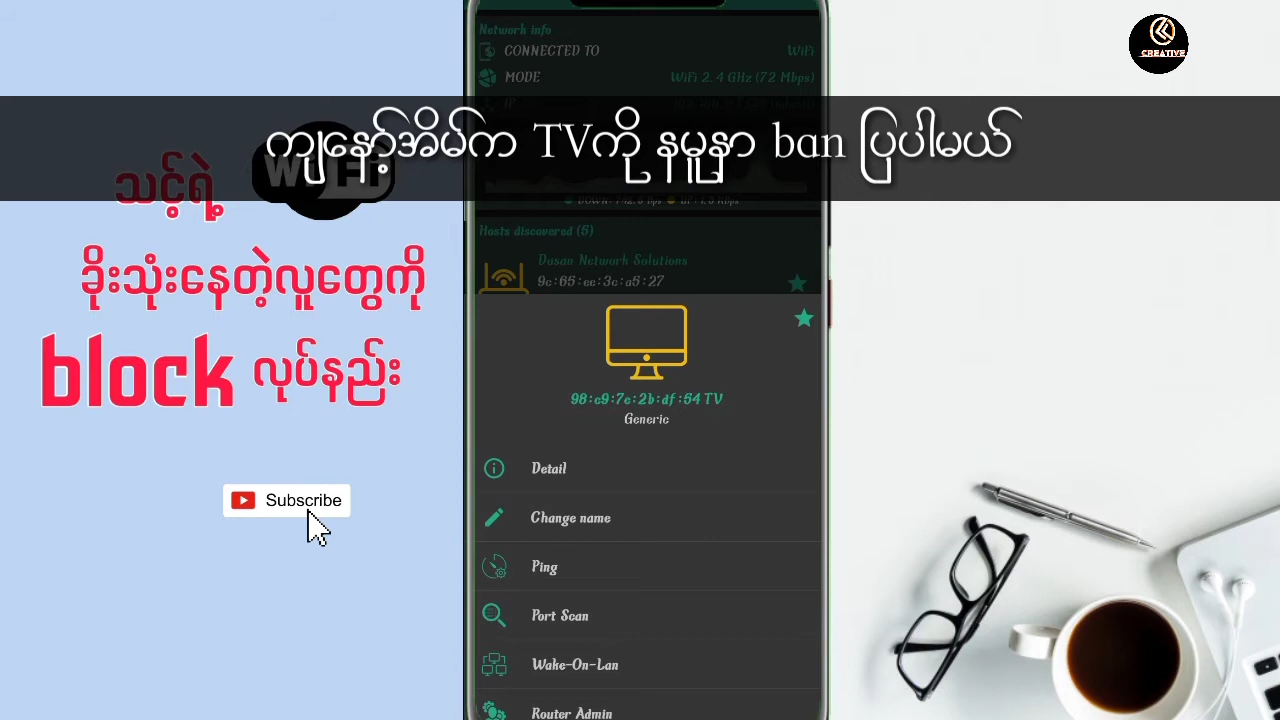 CREATIVE
Network info
CONNECTED TO WiFi
MODE WiFi 2.4 GHz (72 Mbps)
IP
ကျနော့်အိမ်က TVကို နမူနာ ban ပြပါမယ်
သင့်ရဲ့ WiFi
ခိုးသုံးနေတဲ့လူတွေကို
block လုပ်နည်း
Subscribe
Hosts discovered (6)
Dasan Network Solutions
9c:65:ee:3c:a5:27
98:c9:7c:2b:df:54 TV
Generic
Detail
Change name
Ping
Port Scan
Wake-On-Lan
Router Admin